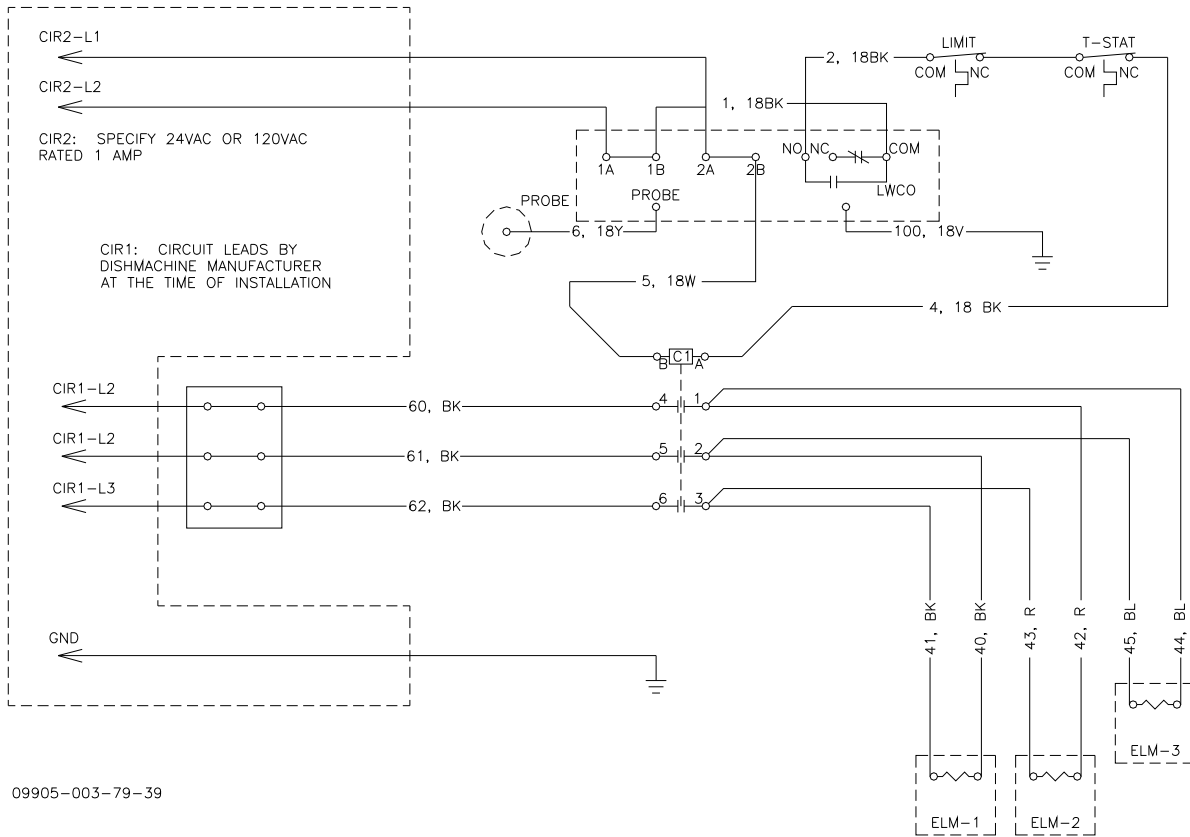 CIR2-L1
CIR2-L2
CIR2: SPECIFY 24VAC OR 120VAC
RATED 1 AMP
CIR1: CIRCUIT LEADS BY
DISHMACHINE MANUFACTURER
AT THE TIME OF INSTALLATION
LIMIT
T-STAT
2, 18BK
COM NC
COM NC
1, 18BK
NO NC COM
1A 1B 2A 2B
LWCO
PROBE
PROBE
6, 18Y
100, 18V
5, 18W
4, 18 BK
B C1 A
CIR1-L2
60, BK
4 1
CIR1-L2
61, BK
5 2
CIR1-L3
62, BK
6 3
41, BK
40, BK
43, R
42, R
45, BL
44, BL
GND
ELM-3
ELM-1
ELM-2
09905-003-79-39